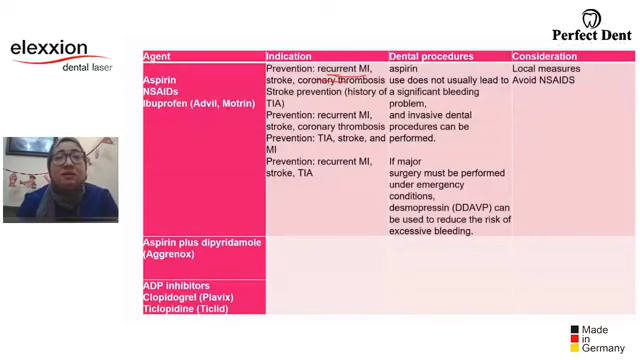 elexxion
dental laser
Perfect Dent
Agent
Indication
Dental procedures
Consideration
Aspirin
NSAIDs
Ibuprofen (Advil, Motrin)
Prevention: recurrent MI,
stroke, coronary thrombosis
Stroke prevention (history of
TIA)
Prevention: recurrent MI,
stroke, coronary thrombosis
Prevention: TIA, stroke, and
MI
Prevention: recurrent MI,
stroke, TIA
aspirin
use does not usually lead to
a significant bleeding
problem,
and invasive dental
procedures can be
performed.
If major
surgery must be performed
under emergency
conditions,
desmopressin (DDAVP) can
be used to reduce the risk of
excessive bleeding.
Local measures
Avoid NSAIDS
Aspirin plus dipyridamole
(Aggrenox)
ADP inhibitors
Clopidogrel (Plavix)
Ticlopidine (Ticlid)
Made
in
Germany